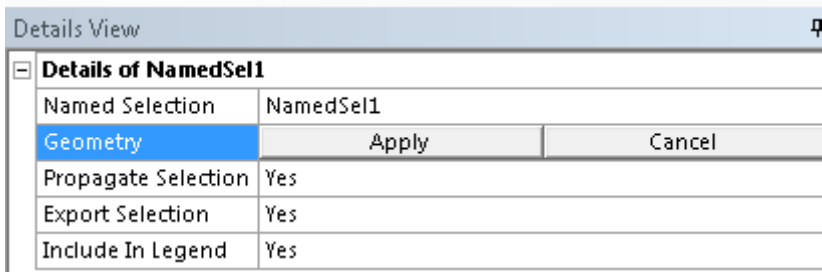 Details View
Details of NamedSel1
Named Selection NamedSel1
Geometry Apply Cancel
Propagate Selection Yes
Export Selection Yes
Include In Legend Yes